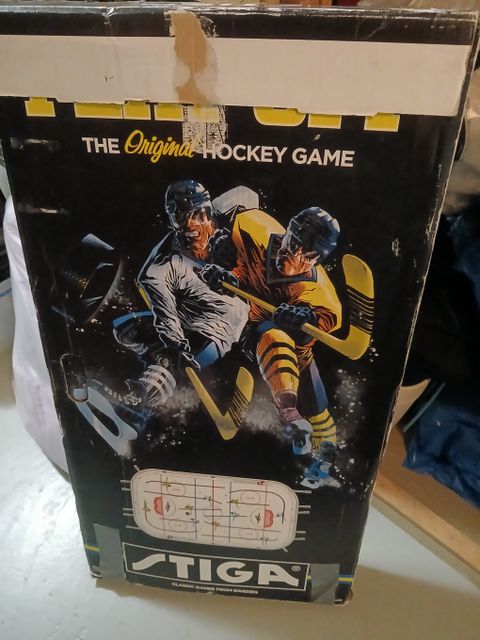 THE Original HOCKEY GAME
STIGA®
CLASSIC GAMES FROM SWEDEN